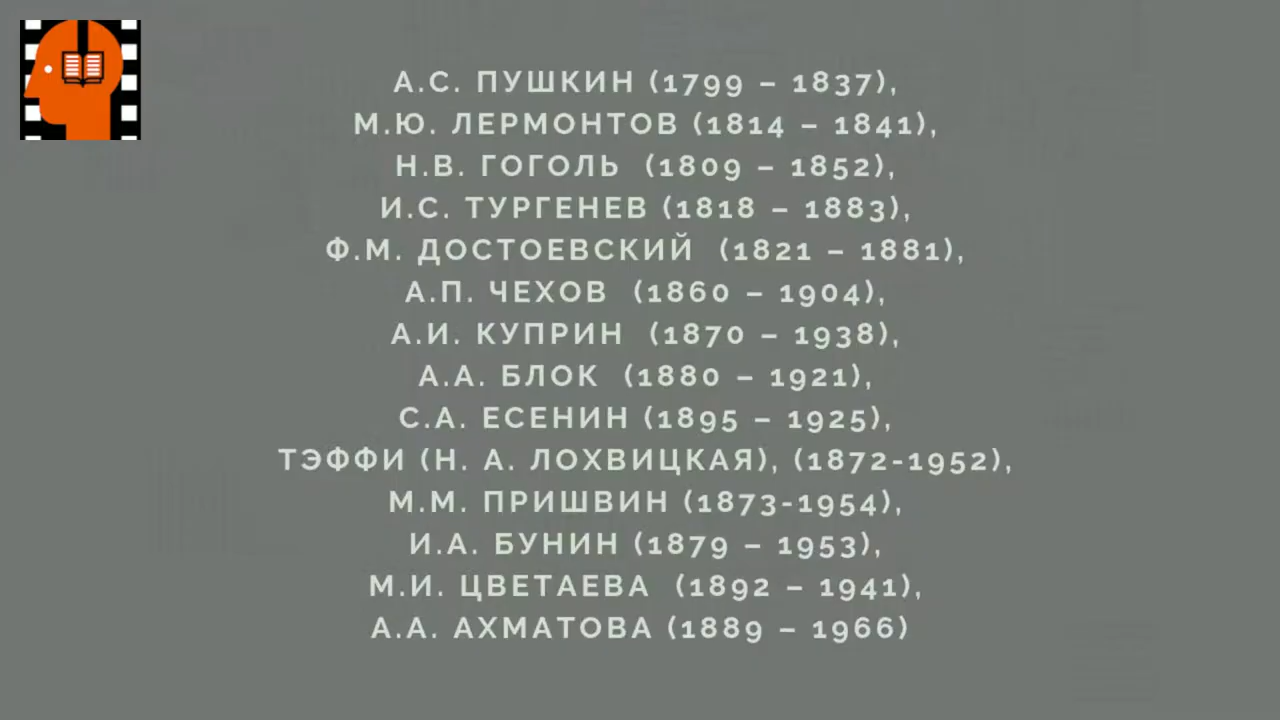 А.С. ПУШКИН (1799 – 1837),
М.Ю. ЛЕРМОНТОВ (1814 – 1841),
Н.В. ГОГОЛЬ (1809 – 1852),
И.С. ТУРГЕНЕВ (1818 – 1883),
Ф.М. ДОСТОЕВСКИЙ (1821 – 1881),
А.П. ЧЕХОВ (1860 – 1904),
А.И. КУПРИН (1870 – 1938),
А.А. БЛОК (1880 – 1921),
С.А. ЕСЕНИН (1895 – 1925),
ТЭФФИ (Н. А. ЛОХВИЦКАЯ), (1872-1952),
М.М. ПРИШВИН (1873-1954),
И.А. БУНИН (1879 – 1953),
М.И. ЦВЕТАЕВА (1892 – 1941),
А.А. АХМАТОВА (1889 – 1966)